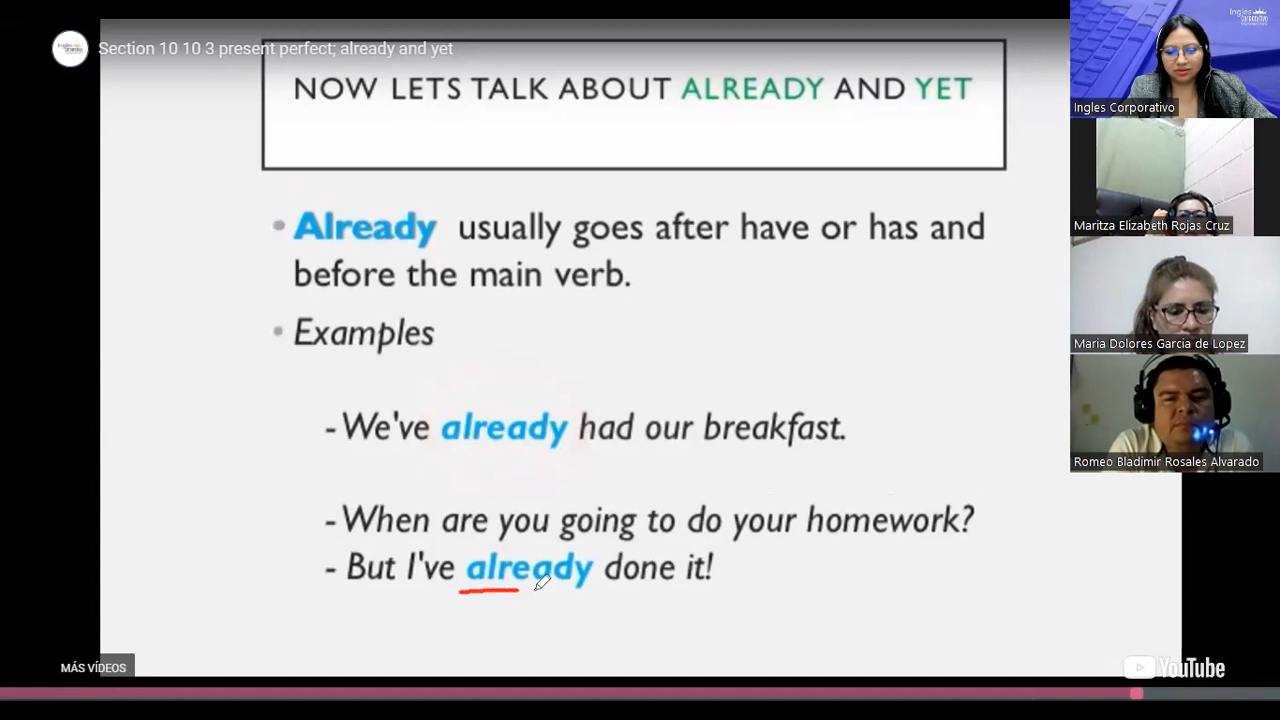 Section 10 10 3 present perfect; already and yet
NOW LETS TALK ABOUT ALREADY AND YET
• Already usually goes after have or has and
before the main verb.
• Examples
- We've already had our breakfast.
- When are you going to do your homework?
- But I've already done it!
MÁS VÍDEOS
YouTube
Ingles Corporativo
Maritza Elizabeth Rojas Cruz
Maria Dolores Garcia de Lopez
Romeo Bladimir Rosales Alvarado